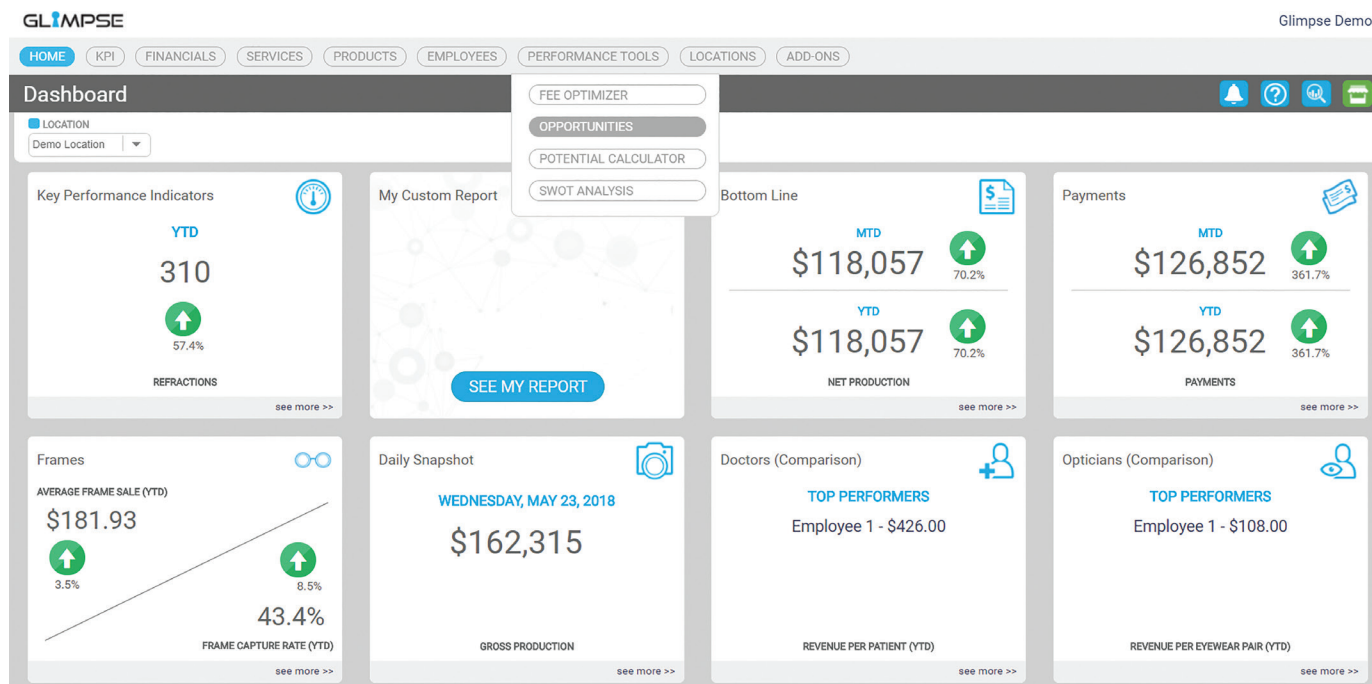 GLIMPSE
Glimpse Demo
HOME KPI FINANCIALS SERVICES PRODUCTS EMPLOYEES PERFORMANCE TOOLS LOCATIONS ADD-ONS
Dashboard
FEE OPTIMIZER
OPPORTUNITIES
POTENTIAL CALCULATOR
SWOT ANALYSIS
LOCATION
Demo Location
Key Performance Indicators
YTD
310
57.4%
REFRACTIONS
see more >>
My Custom Report
SEE MY REPORT
Bottom Line
MTD
$118,057
70.2%
YTD
$118,057
70.2%
NET PRODUCTION
see more >>
Payments
MTD
$126,852
361.7%
YTD
$126,852
361.7%
PAYMENTS
see more >>
Frames
AVERAGE FRAME SALE (YTD)
$181.93
3.5%
8.5%
43.4%
FRAME CAPTURE RATE (YTD)
see more >>
Daily Snapshot
WEDNESDAY, MAY 23, 2018
$162,315
GROSS PRODUCTION
see more >>
Doctors (Comparison)
TOP PERFORMERS
Employee 1 - $426.00
REVENUE PER PATIENT (YTD)
see more >>
Opticians (Comparison)
TOP PERFORMERS
Employee 1 - $108.00
REVENUE PER EYEWEAR PAIR (YTD)
see more >>